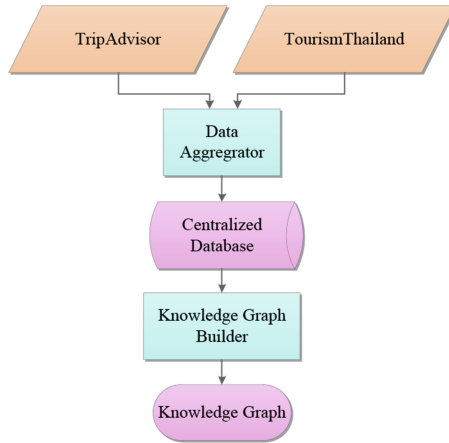 TripAdvisor
TourismThailand
Data
Aggregrator
Centralized
Database
Knowledge Graph
Builder
Knowledge Graph